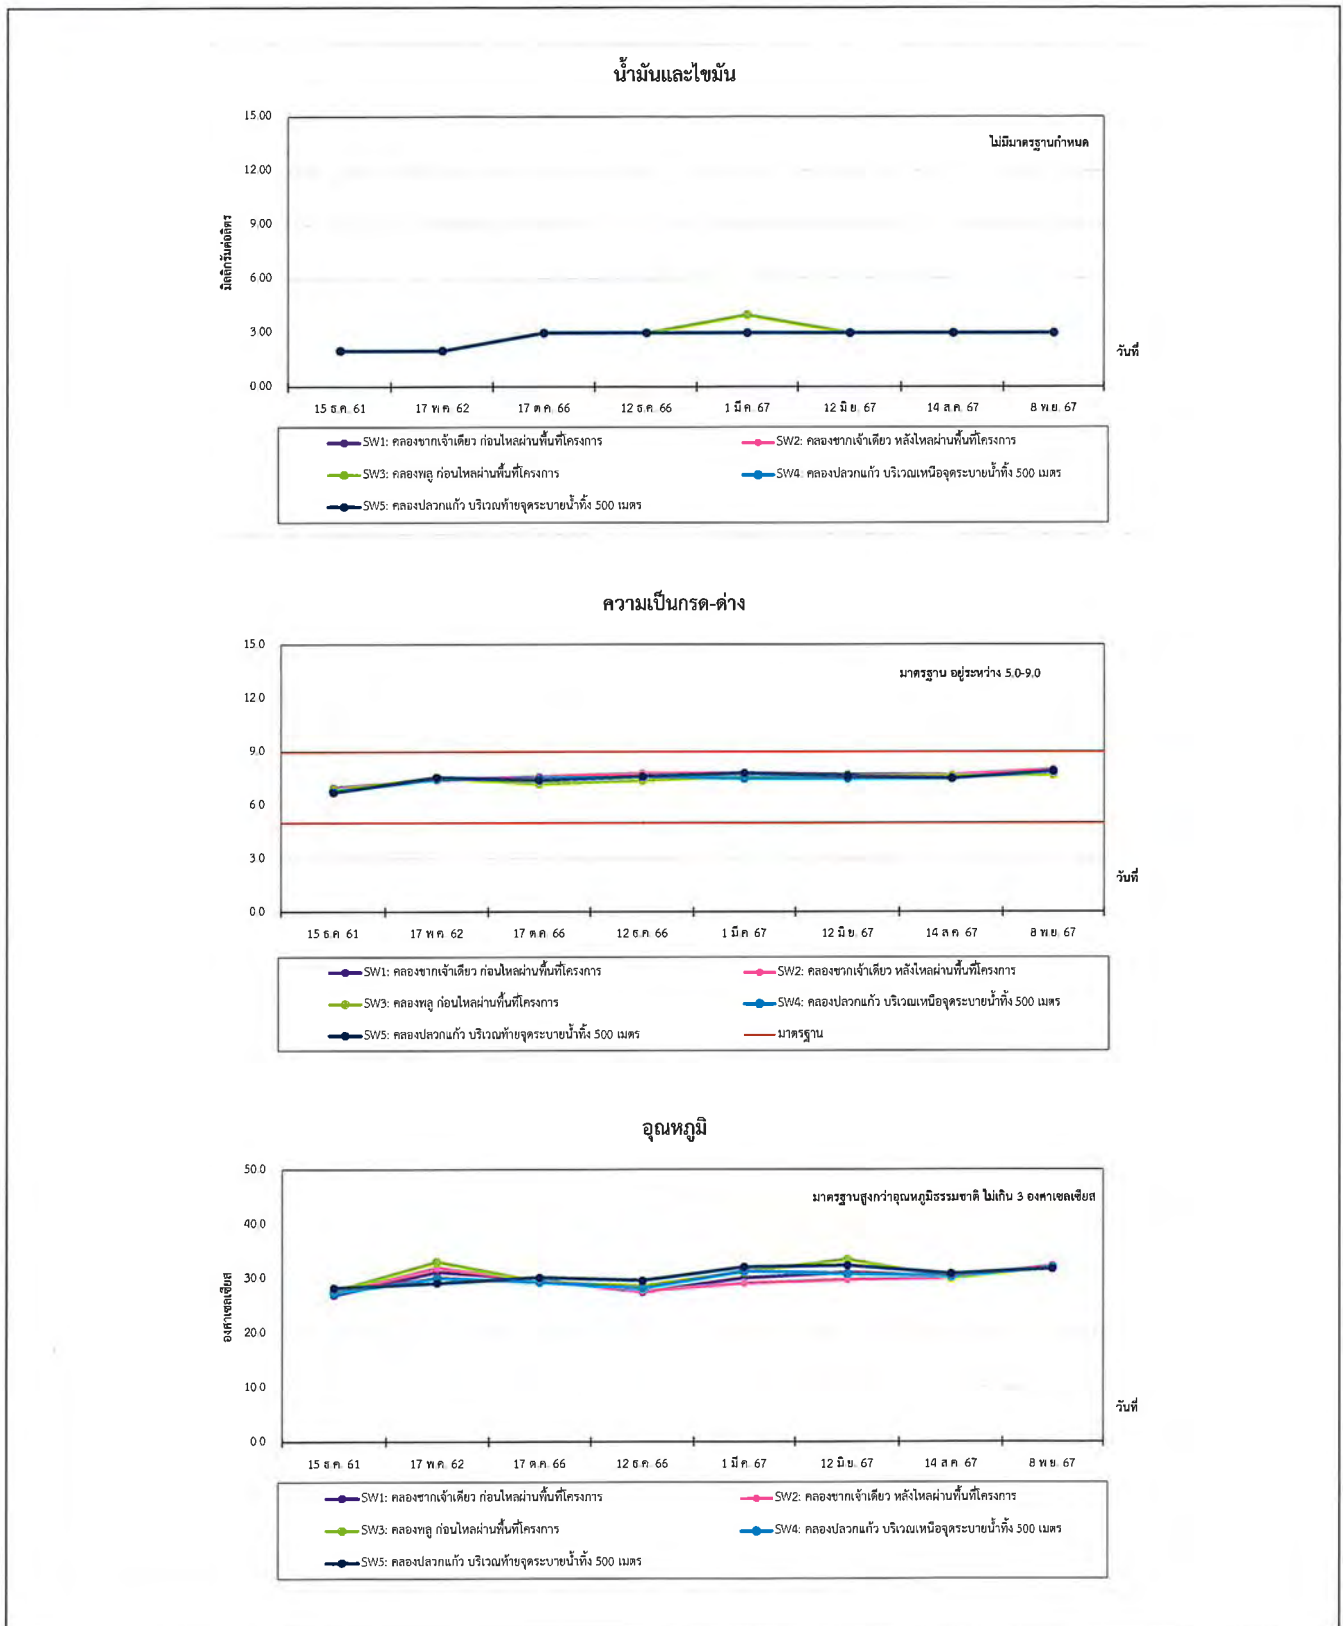 น้ำมันและไขมัน
15.00
ไม่มีมาตรฐานกำหนด
12.00
9.00
มิลลิกรัมต่อลิตร
6.00
3.00
วันที่
0.00
15 ธ.ค. 61 17 พ.ค. 62 17 ต.ค. 66 12 ธ.ค. 66 1 มี.ค. 67 12 มิ.ย. 67 14 ส.ค. 67 8 พ.ย. 67
SW1: คลองชากเจ้าเดียว ก่อนไหลผ่านพื้นที่โครงการ SW2: คลองชากเจ้าเดียว หลังไหลผ่านพื้นที่โครงการ
SW3: คลองพลู ก่อนไหลผ่านพื้นที่โครงการ SW4: คลองปลวกแก้ว บริเวณเหนือจุดระบายน้ำทิ้ง 500 เมตร
SW5: คลองปลวกแก้ว บริเวณท้ายจุดระบายน้ำทิ้ง 500 เมตร
ความเป็นกรด-ด่าง
15.0
มาตรฐาน อยู่ระหว่าง 5.0-9.0
12.0
9.0
6.0
3.0
วันที่
0.0
15 ธ.ค. 61 17 พ.ค. 62 17 ต.ค. 66 12 ธ.ค. 66 1 มี.ค. 67 12 มิ.ย. 67 14 ส.ค. 67 8 พ.ย. 67
SW1: คลองชากเจ้าเดียว ก่อนไหลผ่านพื้นที่โครงการ SW2: คลองชากเจ้าเดียว หลังไหลผ่านพื้นที่โครงการ
SW3: คลองพลู ก่อนไหลผ่านพื้นที่โครงการ SW4: คลองปลวกแก้ว บริเวณเหนือจุดระบายน้ำทิ้ง 500 เมตร
SW5: คลองปลวกแก้ว บริเวณท้ายจุดระบายน้ำทิ้ง 500 เมตร มาตรฐาน
อุณหภูมิ
50.0
มาตรฐานสูงกว่าอุณหภูมิธรรมชาติ ไม่เกิน 3 องศาเซลเซียส
40.0
30.0
องศาเซลเซียส
20.0
10.0
วันที่
0.0
15 ธ.ค. 61 17 พ.ค. 62 17 ต.ค. 66 12 ธ.ค. 66 1 มี.ค. 67 12 มิ.ย. 67 14 ส.ค. 67 8 พ.ย. 67
SW1: คลองชากเจ้าเดียว ก่อนไหลผ่านพื้นที่โครงการ SW2: คลองชากเจ้าเดียว หลังไหลผ่านพื้นที่โครงการ
SW3: คลองพลู ก่อนไหลผ่านพื้นที่โครงการ SW4: คลองปลวกแก้ว บริเวณเหนือจุดระบายน้ำทิ้ง 500 เมตร
SW5: คลองปลวกแก้ว บริเวณท้ายจุดระบายน้ำทิ้ง 500 เมตร